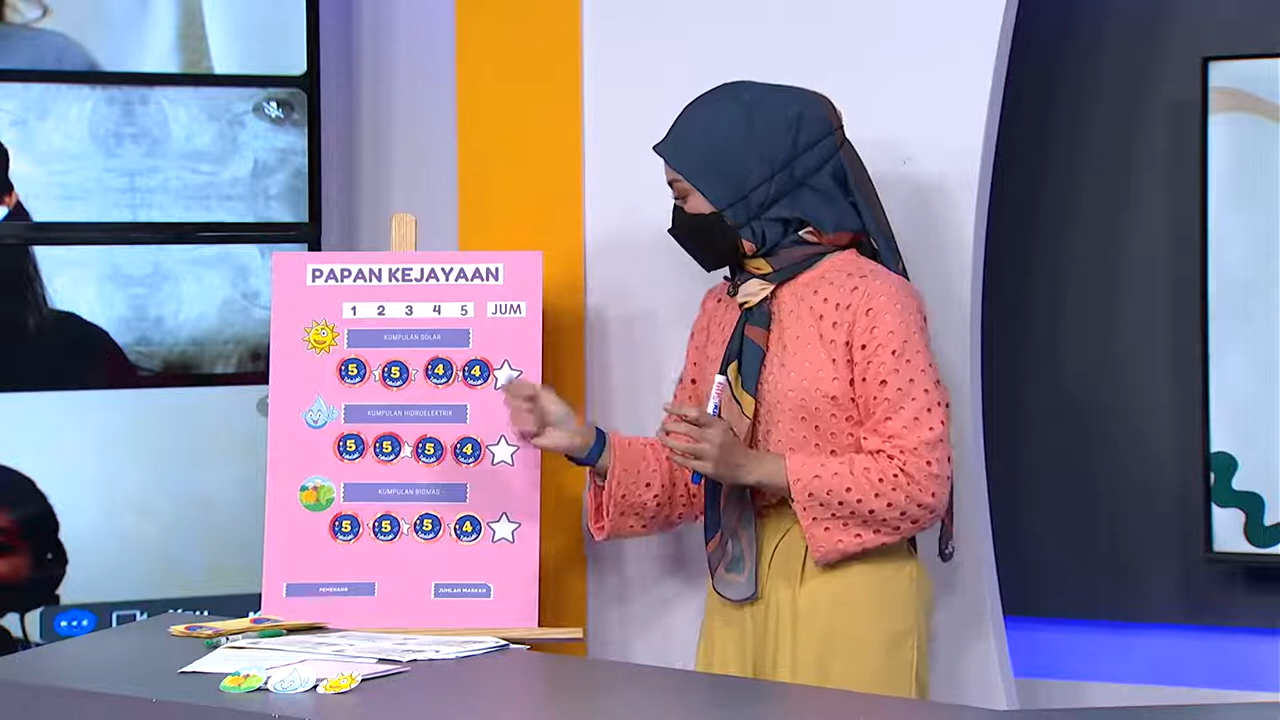 PAPAN KEJAYAAN
1 2 3 4 5 JUM
KUMPULAN SOLAR
5 5 4 4
KUMPULAN HIDROELEKTRIK
5 5 5 4
KUMPULAN BIOMAS
5 5 5 4
PEMENANG
JUMLAH MARKAH